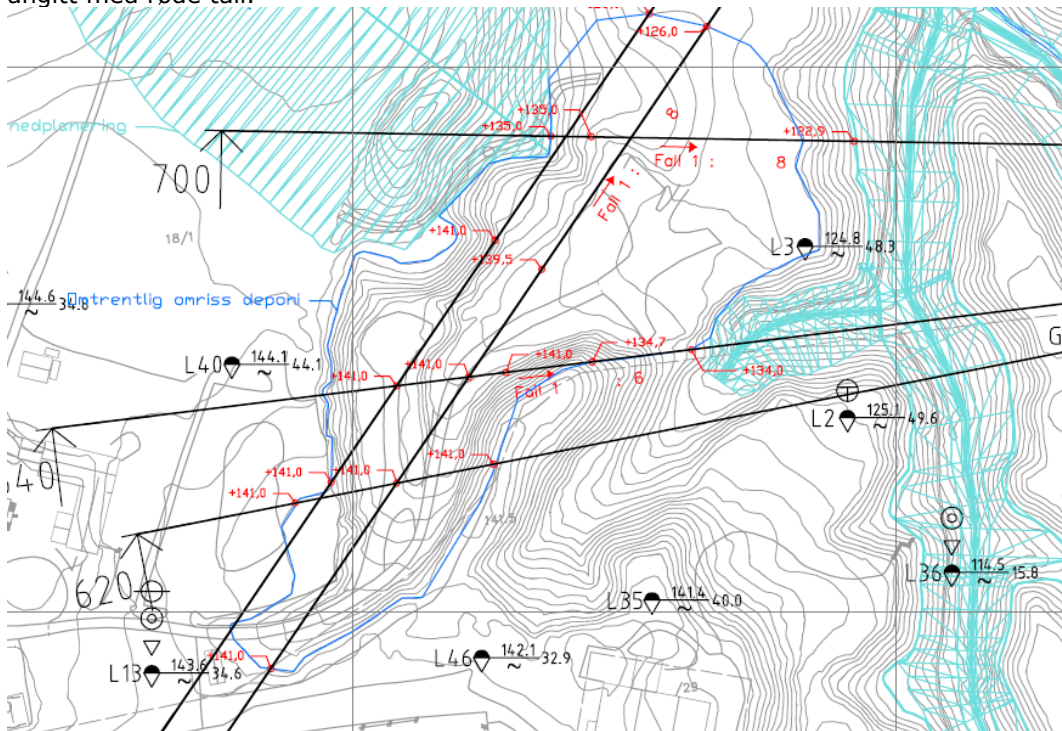 +126,0
+135,0
+135,0
+122,9
nedplanering
8
Fall 1 :
8
700
Fall 1 :
18/1
+141,0
+139,5
L3 124.8 ~ 48.3
144.6 ~ 34.8
Omtrentlig omriss deponi
+134,7
G
L40 144.1 ~ 44.1
+141,0
+141,0
+141,0
+134,0
Fall 1 : 6
L2 125.1 ~ 49.6
+141,0
+141,0
+141,0
+141,0
640
141.5
620
L36 114.5 ~ 15.8
L35 141.4 ~ 40.0
+141,0
L46 142.1 ~ 32.9
L13 143.6 ~ 34.6
/29